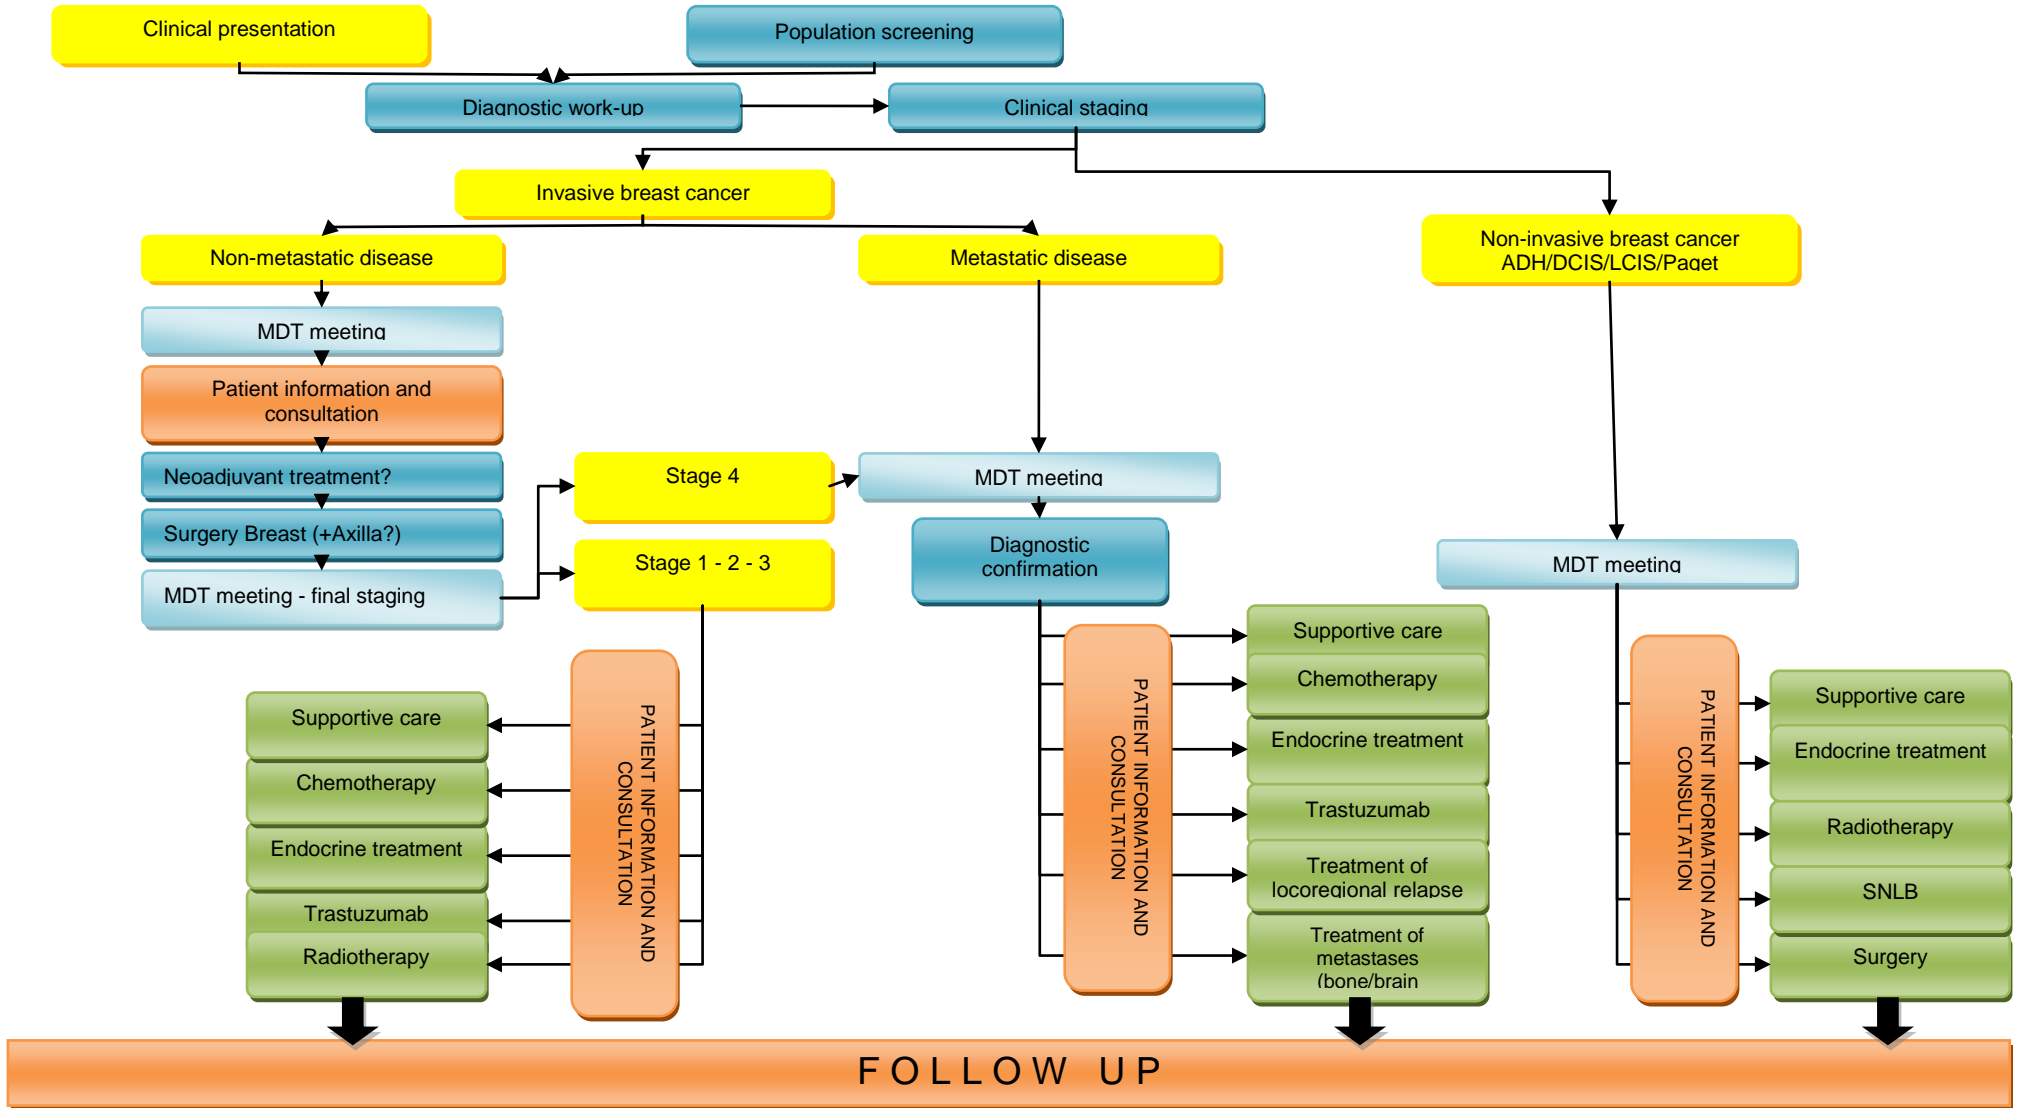 Clinical presentation
Population screening
Diagnostic work-up
Clinical staging
Invasive breast cancer
Non-metastatic disease
Metastatic disease
Non-invasive breast cancer
ADH/DCIS/LCIS/Paget
MDT meeting
Patient information and
consultation
Neoadjuvant treatment?
Surgery Breast (+Axilla?)
MDT meeting - final staging
Stage 4
Stage 1 - 2 - 3
MDT meeting
Diagnostic
confirmation
MDT meeting
PATIENT INFORMATION AND
CONSULTATION
Supportive care
Chemotherapy
Endocrine treatment
Trastuzumab
Radiotherapy
PATIENT INFORMATION AND
CONSULTATION
Supportive care
Chemotherapy
Endocrine treatment
Trastuzumab
Treatment of
locoregional relapse
Treatment of
metastases
(bone/brain
PATIENT INFORMATION AND
CONSULTATION
Supportive care
Endocrine treatment
Radiotherapy
SNLB
Surgery
FOLLOW UP